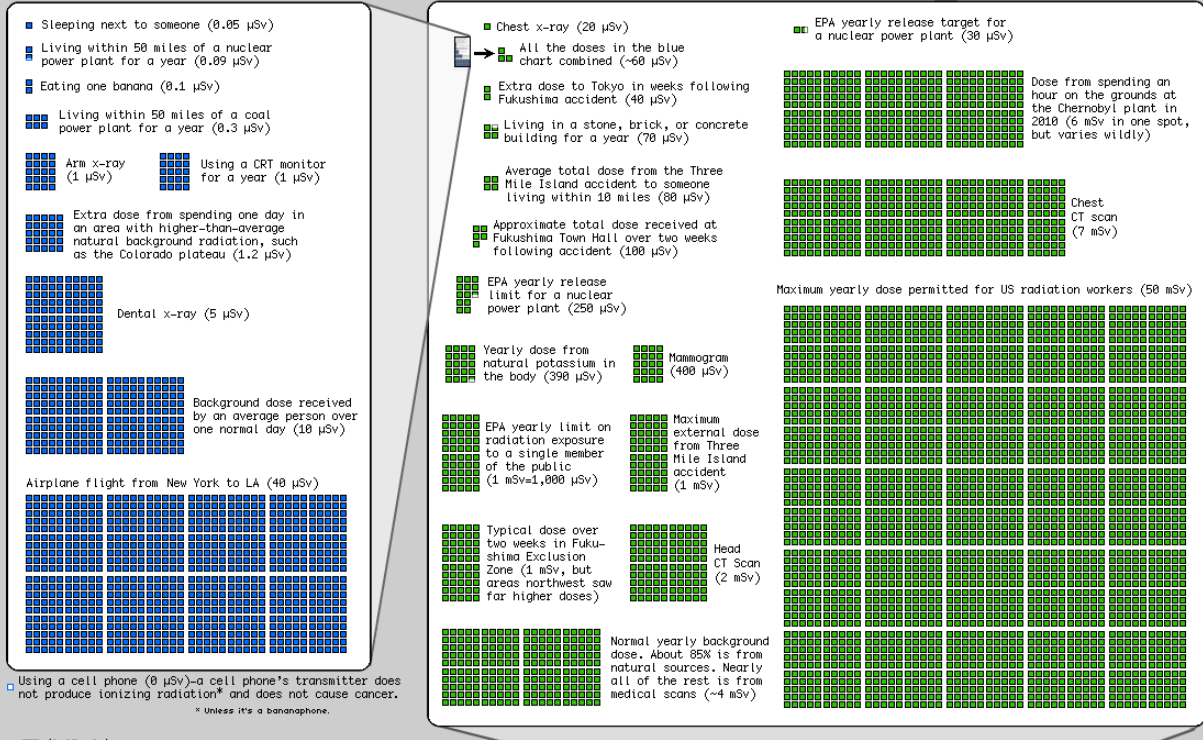 Sleeping next to someone (0.05 µSv)
Living within 50 miles of a nuclear
power plant for a year (0.09 µSv)
Eating one banana (0.1 µSv)
Living within 50 miles of a coal
power plant for a year (0.3 µSv)
Arm x-ray
(1 µSv)
Using a CRT monitor
for a year (1 µSv)
Extra dose from spending one day in
an area with higher-than-average
natural background radiation, such
as the Colorado plateau (1.2 µSv)
Dental x-ray (5 µSv)
Background dose received
by an average person over
one normal day (10 µSv)
Airplane flight from New York to LA (40 µSv)
Using a cell phone (0 µSv)—a cell phone's transmitter does
not produce ionizing radiation* and does not cause cancer.
* Unless it's a bananaphone.
Chest x-ray (20 µSv)
All the doses in the blue
chart combined (~60 µSv)
Extra dose to Tokyo in weeks following
Fukushima accident (40 µSv)
Living in a stone, brick, or concrete
building for a year (70 µSv)
Average total dose from the Three
Mile Island accident to someone
living within 10 miles (80 µSv)
Approximate total dose received at
Fukushima Town Hall over two weeks
following accident (100 µSv)
EPA yearly release
limit for a nuclear
power plant (250 µSv)
Yearly dose from
natural potassium in
the body (390 µSv)
Mammogram
(400 µSv)
EPA yearly limit on
radiation exposure
to a single member
of the public
(1 mSv=1,000 µSv)
Maximum
external dose
from Three
Mile Island
accident
(1 mSv)
Typical dose over
two weeks in Fuku-
shima Exclusion
Zone (1 mSv, but
areas northwest saw
far higher doses)
Head
CT Scan
(2 mSv)
Normal yearly background
dose. About 85% is from
natural sources. Nearly
all of the rest is from
medical scans (~4 mSv)
EPA yearly release target for
a nuclear power plant (30 µSv)
Dose from spending an
hour on the grounds at
the Chernobyl plant in
2010 (6 mSv in one spot,
but varies wildly)
Chest
CT scan
(7 mSv)
Maximum yearly dose permitted for US radiation workers (50 mSv)